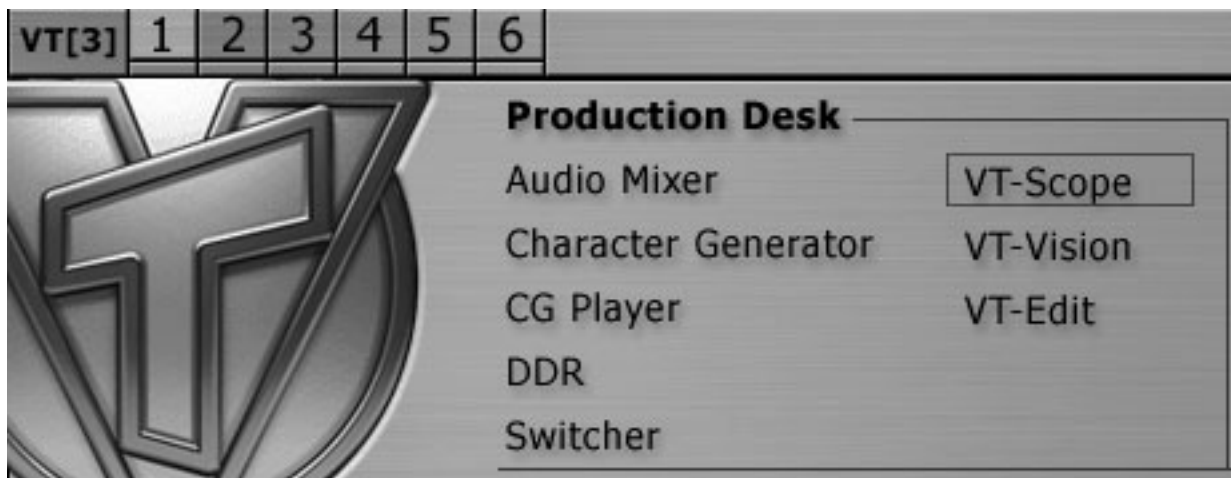 VT[3] 1 2 3 4 5 6
Production Desk
Audio Mixer VT-Scope
Character Generator VT-Vision
CG Player VT-Edit
DDR
Switcher
VT